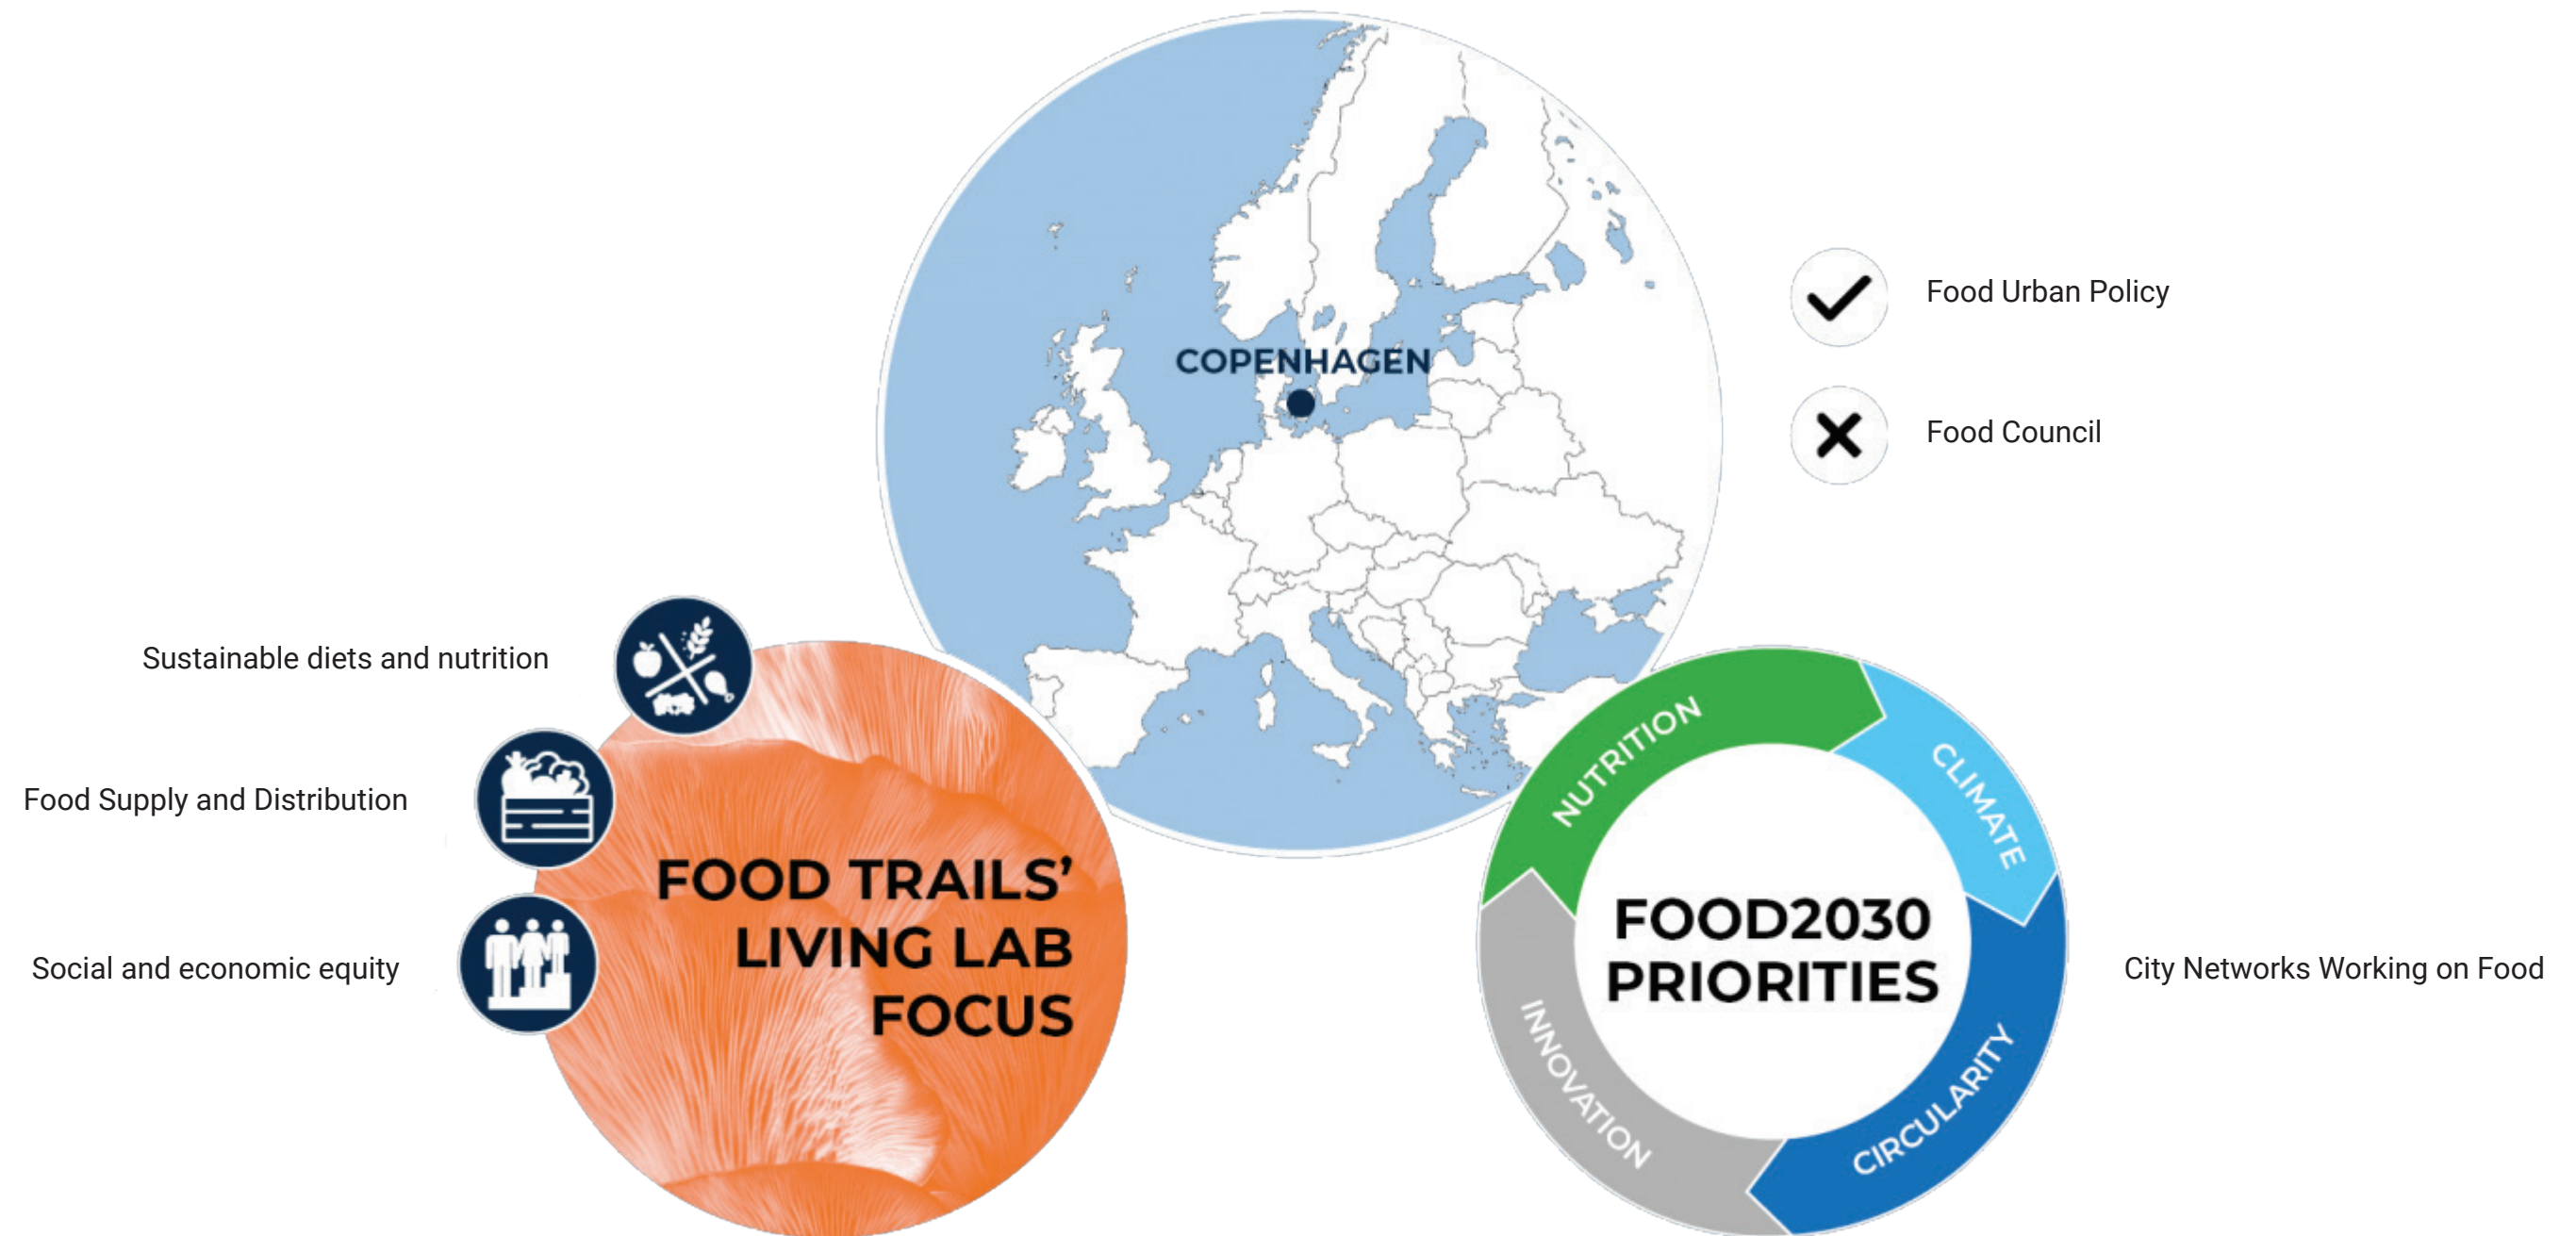 COPENHAGEN
Food Urban Policy
Food Council
Sustainable diets and nutrition
Food Supply and Distribution
Social and economic equity
FOOD TRAILS’
LIVING LAB
FOCUS
NUTRITION
CLIMATE
CIRCULARITY
INNOVATION
FOOD2030
PRIORITIES
City Networks Working on Food